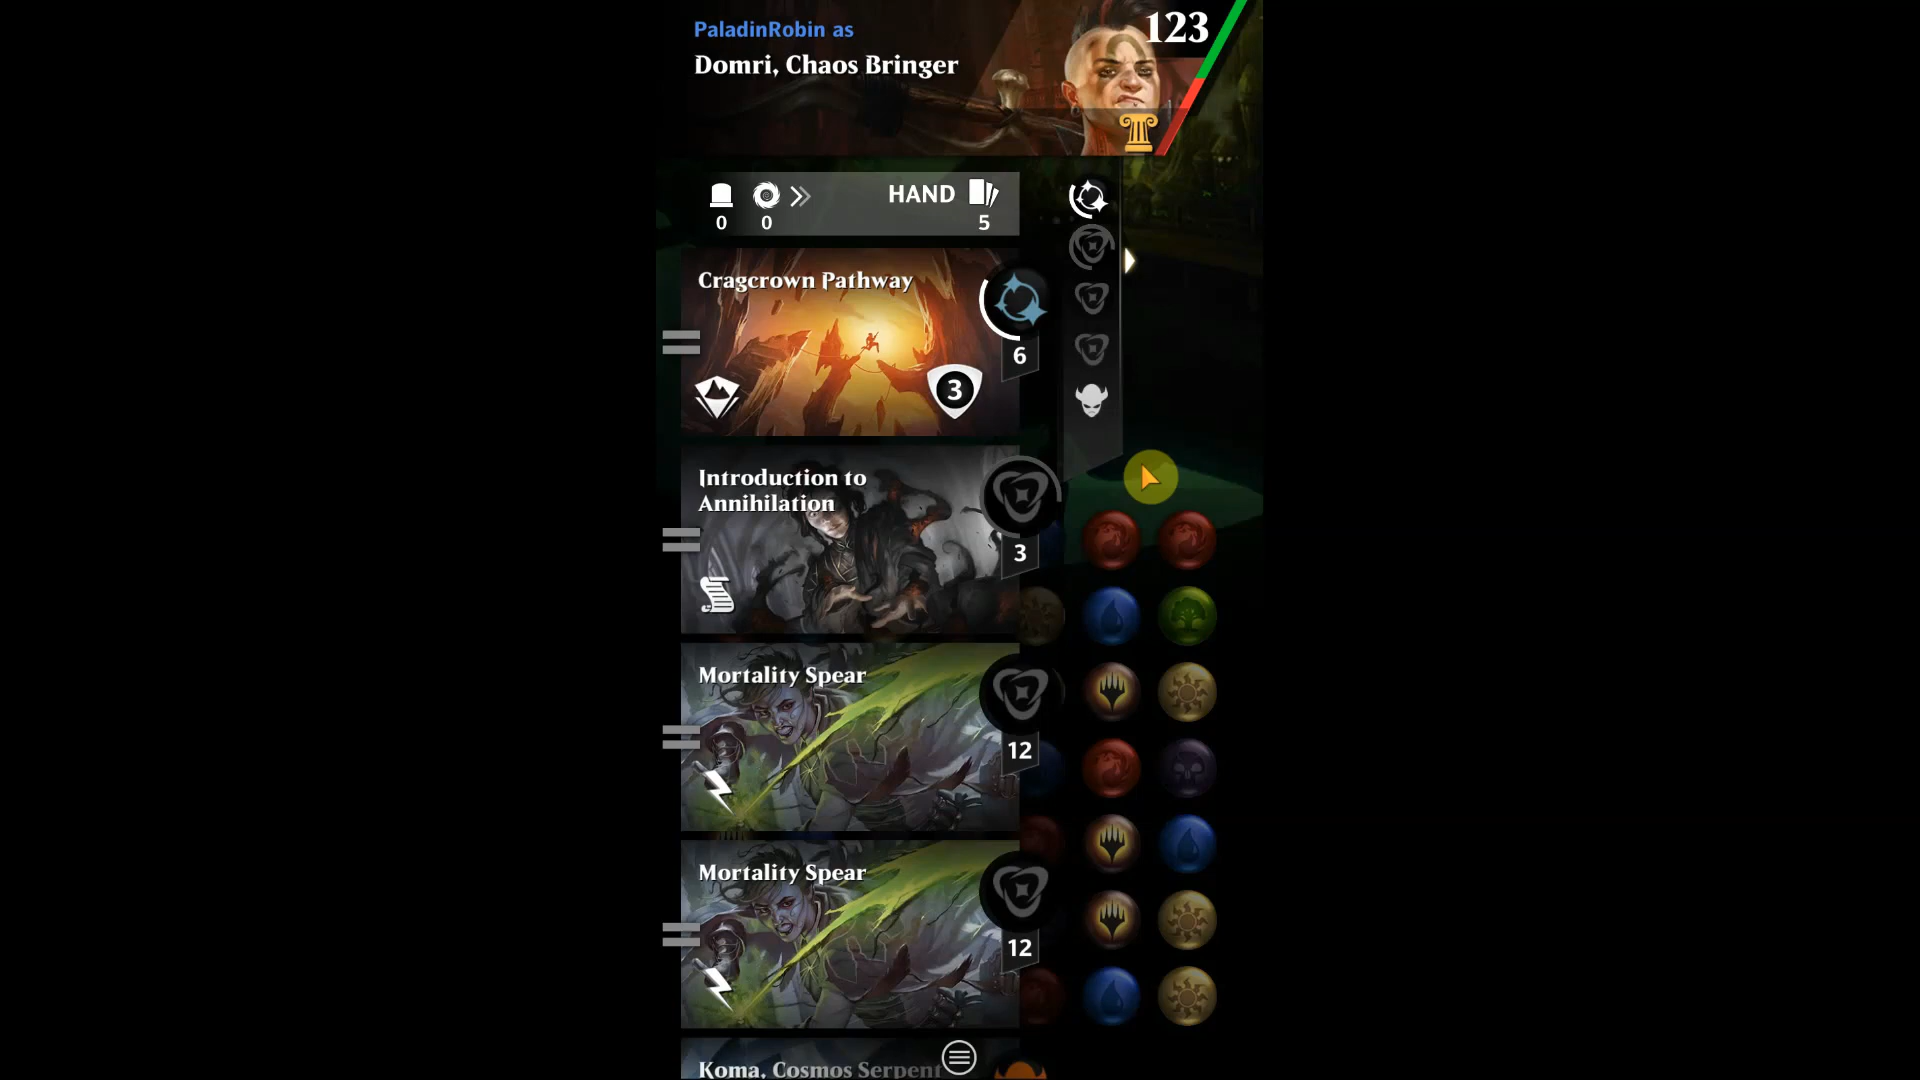 PaladinRobin as
123
Domri, Chaos Bringer
HAND
0
0
5
Cragcrown Pathway
6
3
Introduction to
Annihilation
3
Mortality Spear
12
Mortality Spear
12
Koma, Cosmos Serpent